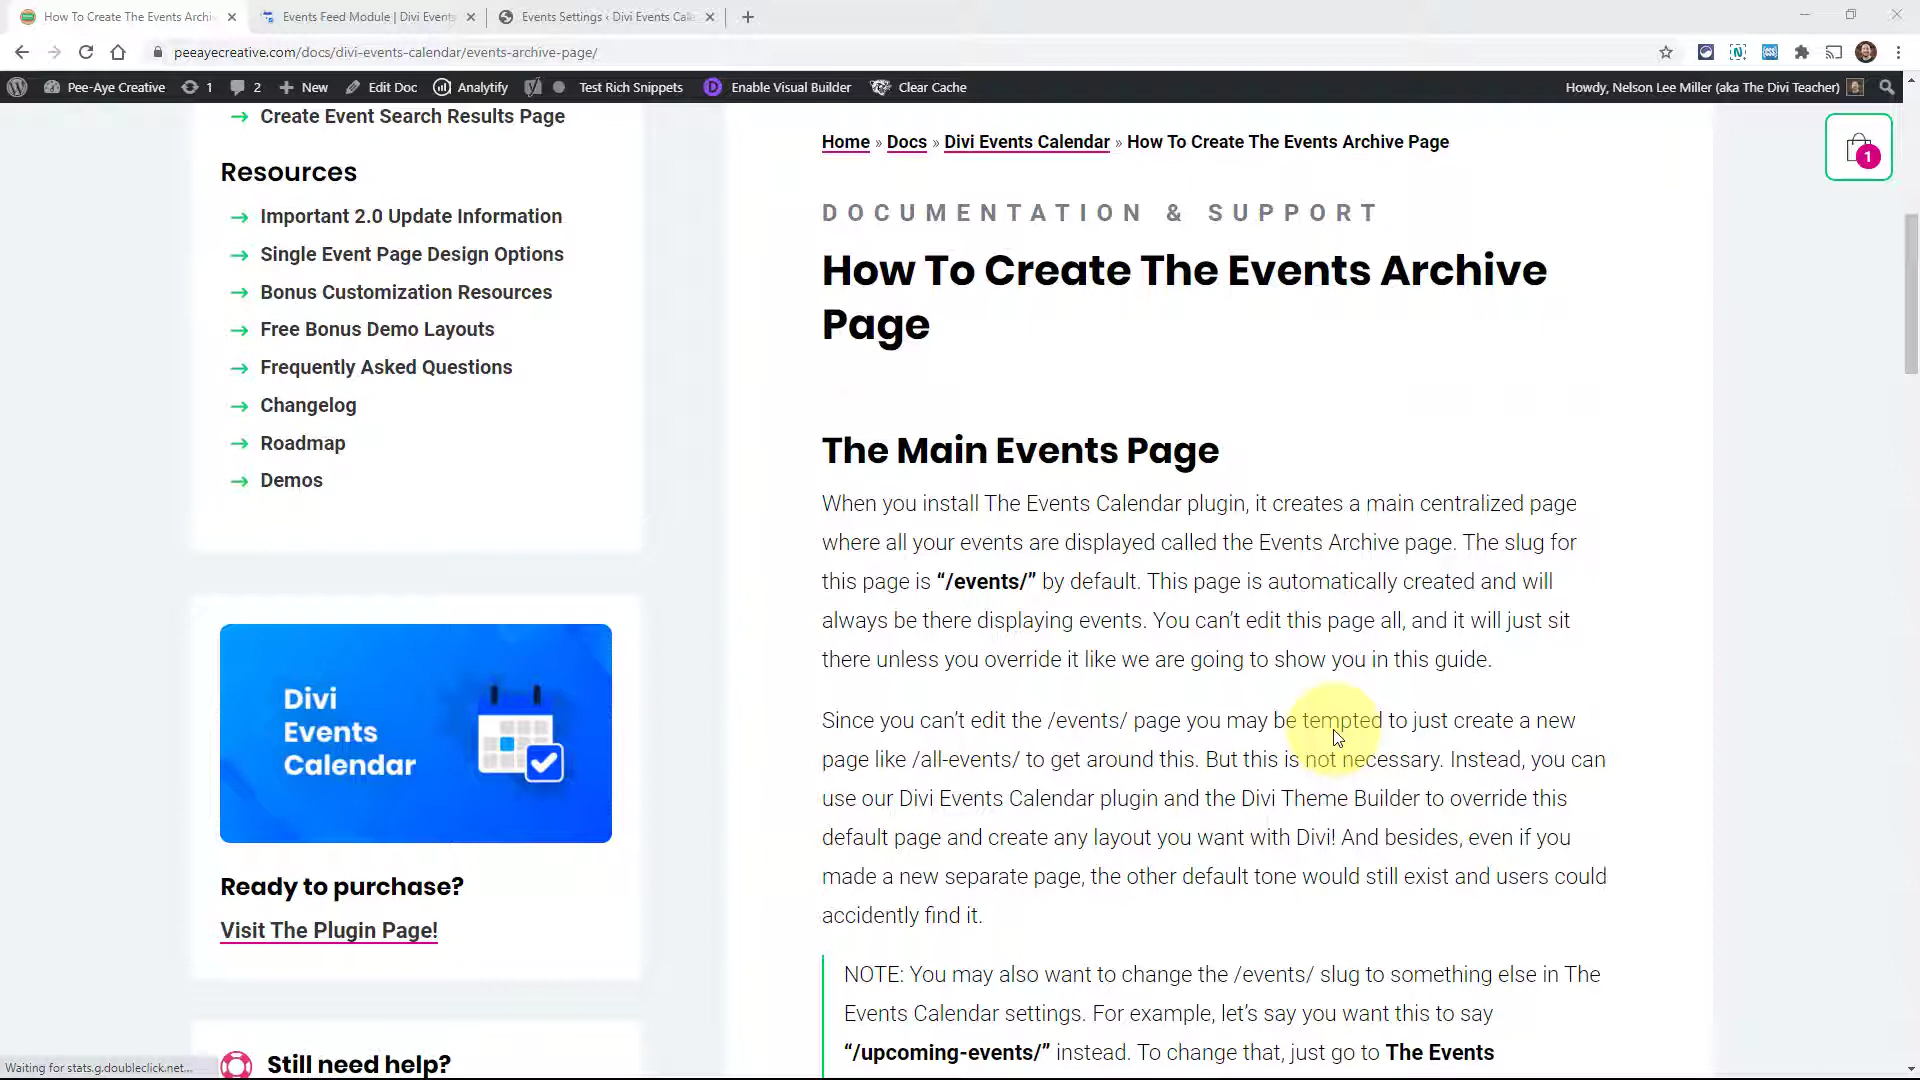 How To Create The Events Archi
Events Feed Module | Divi Event
Events Settings ‹ Divi Events Cal
peeayecreative.com/docs/divi-events-calendar/events-archive-page/
Pee-Aye Creative
1
2
New
Edit Doc
Analytify
Test Rich Snippets
Enable Visual Builder
Clear Cache
Howdy, Nelson Lee Miller (aka The Divi Teacher)
→ Create Event Search Results Page
Resources
→ Important 2.0 Update Information
→ Single Event Page Design Options
→ Bonus Customization Resources
→ Free Bonus Demo Layouts
→ Frequently Asked Questions
→ Changelog
→ Roadmap
→ Demos
Divi
Events
Calendar
Ready to purchase?
Visit The Plugin Page!
Still need help?
Waiting for stats.g.doubleclick.net...
Home » Docs » Divi Events Calendar » How To Create The Events Archive Page
1
DOCUMENTATION & SUPPORT
How To Create The Events Archive
Page
The Main Events Page
When you install The Events Calendar plugin, it creates a main centralized page
where all your events are displayed called the Events Archive page. The slug for
this page is “/events/” by default. This page is automatically created and will
always be there displaying events. You can’t edit this page all, and it will just sit
there unless you override it like we are going to show you in this guide.
Since you can’t edit the /events/ page you may be tempted to just create a new
page like /all-events/ to get around this. But this is not necessary. Instead, you can
use our Divi Events Calendar plugin and the Divi Theme Builder to override this
default page and create any layout you want with Divi! And besides, even if you
made a new separate page, the other default tone would still exist and users could
accidently find it.
NOTE: You may also want to change the /events/ slug to something else in The
Events Calendar settings. For example, let’s say you want this to say
“/upcoming-events/” instead. To change that, just go to The Events